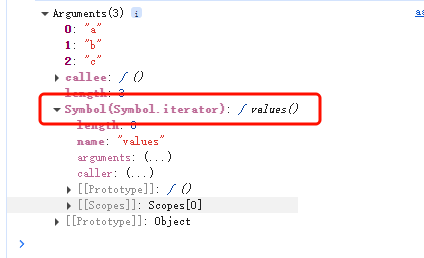 ▼ Arguments(3) i
as
0: "a"
1: "b"
2: "c"
▶ callee: ƒ ()
length: 3
▼ Symbol(Symbol.iterator): ƒ values()
length: 0
name: "values"
arguments: (...)
caller: (...)
▶ [[Prototype]]: ƒ ()
▶ [[Scopes]]: Scopes[0]
▶ [[Prototype]]: Object